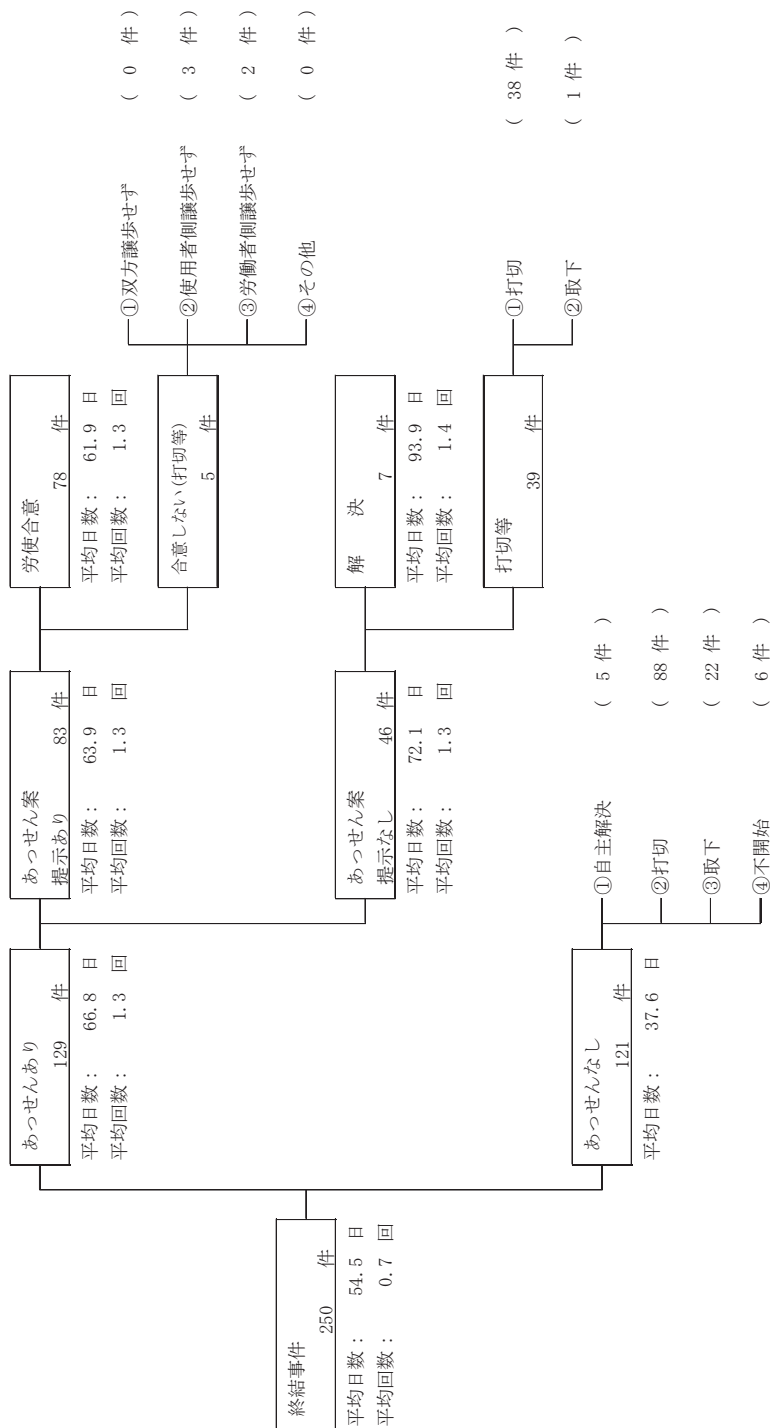 終結事件
250 件
平均日数： 54.5 日
平均回数： 0.7 回
あっせんあり
129 件
平均日数： 66.8 日
平均回数： 1.3 回
あっせん案
提示あり 83 件
平均日数： 63.9 日
平均回数： 1.3 回
労使合意
78 件
平均日数： 61.9 日
平均回数： 1.3 回
合意しない(打切等)
5 件
①双方譲歩せず （ 0 件 ）
②使用者側譲歩せず （ 3 件 ）
③労働者側譲歩せず （ 2 件 ）
④その他 （ 0 件 ）
あっせん案
提示なし 46 件
平均日数： 72.1 日
平均回数： 1.3 回
解 決
7 件
平均日数： 93.9 日
平均回数： 1.4 回
打切等
39 件
①打切 （ 38 件 ）
②取下 （ 1 件 ）
あっせんなし
121 件
平均日数： 37.6 日
①自主解決 （ 5 件 ）
②打切 （ 88 件 ）
③取下 （ 22 件 ）
④不開始 （ 6 件 ）